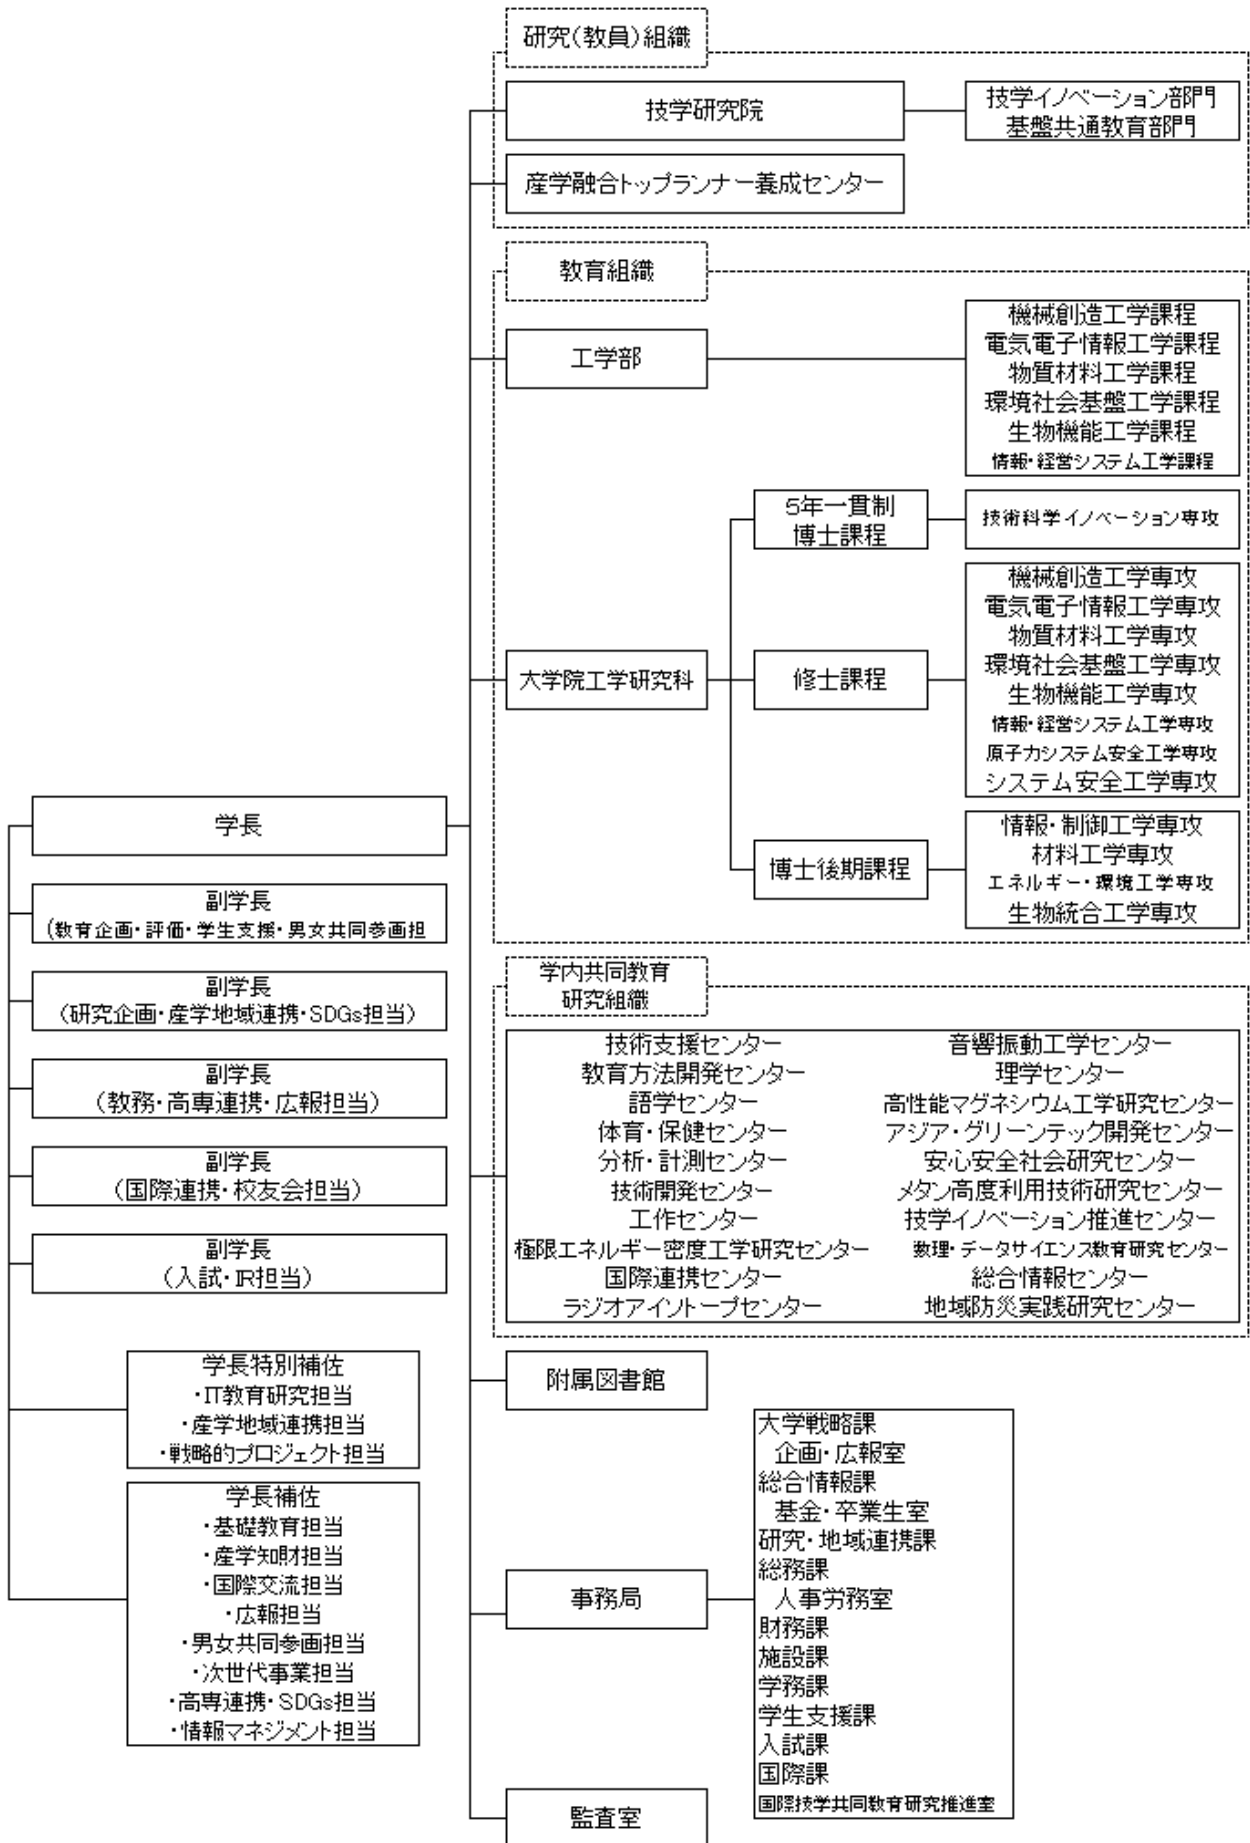 研究(教員)組織
技学研究院
技学イノベーション部門
基盤共通教育部門
産学融合トップランナー養成センター
教育組織
工学部
機械創造工学課程
電気電子情報工学課程
物質材料工学課程
環境社会基盤工学課程
生物機能工学課程
情報・経営システム工学課程
大学院工学研究科
5年一貫制
博士課程
技術科学イノベーション専攻
修士課程
機械創造工学専攻
電気電子情報工学専攻
物質材料工学専攻
環境社会基盤工学専攻
生物機能工学専攻
情報・経営システム工学専攻
原子力システム安全工学専攻
システム安全工学専攻
博士後期課程
情報・制御工学専攻
材料工学専攻
エネルギー・環境工学専攻
生物統合工学専攻
学長
副学長
(教育企画・評価・学生支援・男女共同参画担
副学長
(研究企画・産学地域連携・SDGs担当)
副学長
(教務・高専連携・広報担当)
副学長
(国際連携・校友会担当)
副学長
(入試・IR担当)
学長特別補佐
・IT教育研究担当
・産学地域連携担当
・戦略的プロジェクト担当
学長補佐
・基礎教育担当
・産学知財担当
・国際交流担当
・広報担当
・男女共同参画担当
・次世代事業担当
・高専連携・SDGs担当
・情報マネジメント担当
学内共同教育
研究組織
技術支援センター
教育方法開発センター
語学センター
体育・保健センター
分析・計測センター
技術開発センター
工作センター
極限エネルギー密度工学研究センター
国際連携センター
ラジオアイソトープセンター
音響振動工学センター
理学センター
高性能マグネシウム工学研究センター
アジア・グリーンテック開発センター
安心安全社会研究センター
メタン高度利用技術研究センター
技学イノベーション推進センター
数理・データサイエンス教育研究センター
総合情報センター
地域防災実践研究センター
附属図書館
事務局
大学戦略課
企画・広報室
総合情報課
基金・卒業生室
研究・地域連携課
総務課
人事労務室
財務課
施設課
学務課
学生支援課
入試課
国際課
国際技学共同教育研究推進室
監査室